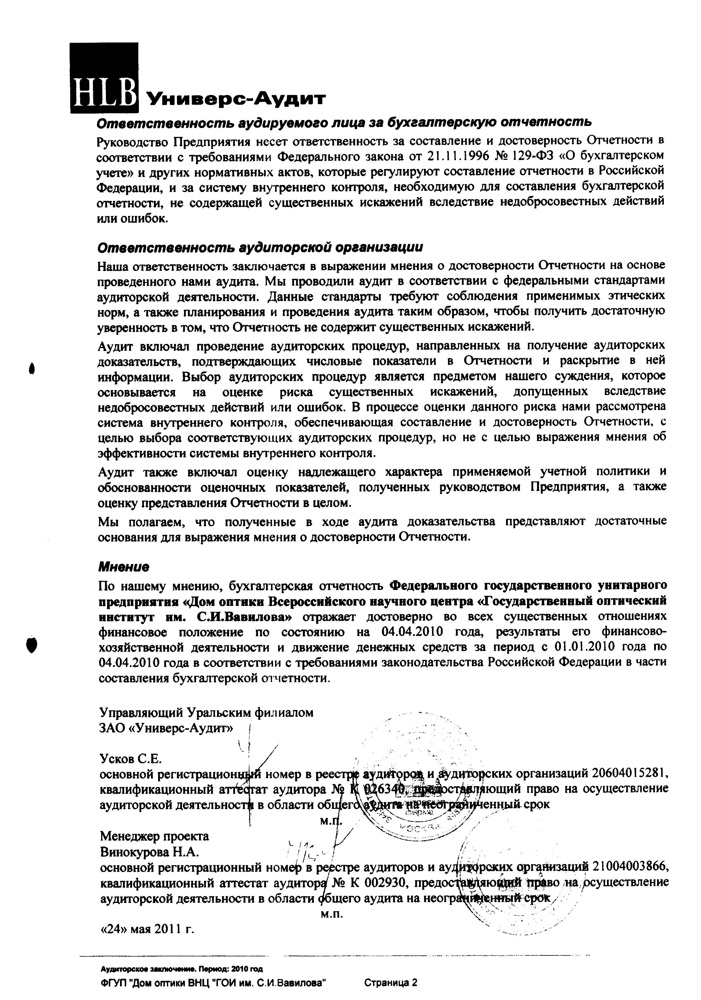 HLB Универс-Аудит
Ответственность аудируемого лица за бухгалтерскую отчетность
Руководство Предприятия несет ответственность за составление и достоверность Отчетности в
соответствии с требованиями Федерального закона от 21.11.1996 № 129-ФЗ «О бухгалтерском
учете» и других нормативных актов, которые регулируют составление отчетности в Российской
Федерации, и за систему внутреннего контроля, необходимую для составления бухгалтерской
отчетности, не содержащей существенных искажений вследствие недобросовестных действий
или ошибок.
Ответственность аудиторской организации
Наша ответственность заключается в выражении мнения о достоверности Отчетности на основе
проведенного нами аудита. Мы проводили аудит в соответствии с федеральными стандартами
аудиторской деятельности. Данные стандарты требуют соблюдения применимых этических
норм, а также планирования и проведения аудита таким образом, чтобы получить достаточную
уверенность в том, что Отчетность не содержит существенных искажений.
Аудит включал проведение аудиторских процедур, направленных на получение аудиторских
доказательств, подтверждающих числовые показатели в Отчетности и раскрытие в ней
информации. Выбор аудиторских процедур является предметом нашего суждения, которое
основывается на оценке риска существенных искажений, допущенных вследствие
недобросовестных действий или ошибок. В процессе оценки данного риска нами рассмотрена
система внутреннего контроля, обеспечивающая составление и достоверность Отчетности, с
целью выбора соответствующих аудиторских процедур, но не с целью выражения мнения об
эффективности системы внутреннего контроля.
Аудит также включал оценку надлежащего характера применяемой учетной политики и
обоснованности оценочных показателей, полученных руководством Предприятия, а также
оценку представления Отчетности в целом.
Мы полагаем, что полученные в ходе аудита доказательства представляют достаточные
основания для выражения мнения о достоверности Отчетности.
Мнение
По нашему мнению, бухгалтерская отчетность Федерального государственного унитарного
предприятия «Дом оптики Всероссийского научного центра «Государственный оптический
институт им. С.И.Вавилова» отражает достоверно во всех существенных отношениях
финансовое положение по состоянию на 04.04.2010 года, результаты его финансово-
хозяйственной деятельности и движение денежных средств за период с 01.01.2010 года по
04.04.2010 года в соответствии с требованиями законодательства Российской Федерации в части
составления бухгалтерской отчетности.
Управляющий Уральским филиалом
ЗАО «Универс-Аудит»
Усков С.Е.
основной регистрационный номер в реестре аудиторов и аудиторских организаций 20604015281,
квалификационный аттестат аудитора № К 026340, предоставляющий право на осуществление
аудиторской деятельности в области общего аудита на неограниченный срок
м.п.
фирма
МОСКВА
Менеджер проекта
Винокурова Н.А.
основной регистрационный номер в реестре аудиторов и аудиторских организаций 21004003866,
квалификационный аттестат аудитора № К 002930, предоставляющий право на осуществление
аудиторской деятельности в области общего аудита на неограниченный срок
м.п.
«24» мая 2011 г.
Аудиторское заключение. Период: 2010 год
ФГУП "Дом оптики ВНЦ "ГОИ им. С.И.Вавилова" Страница 2